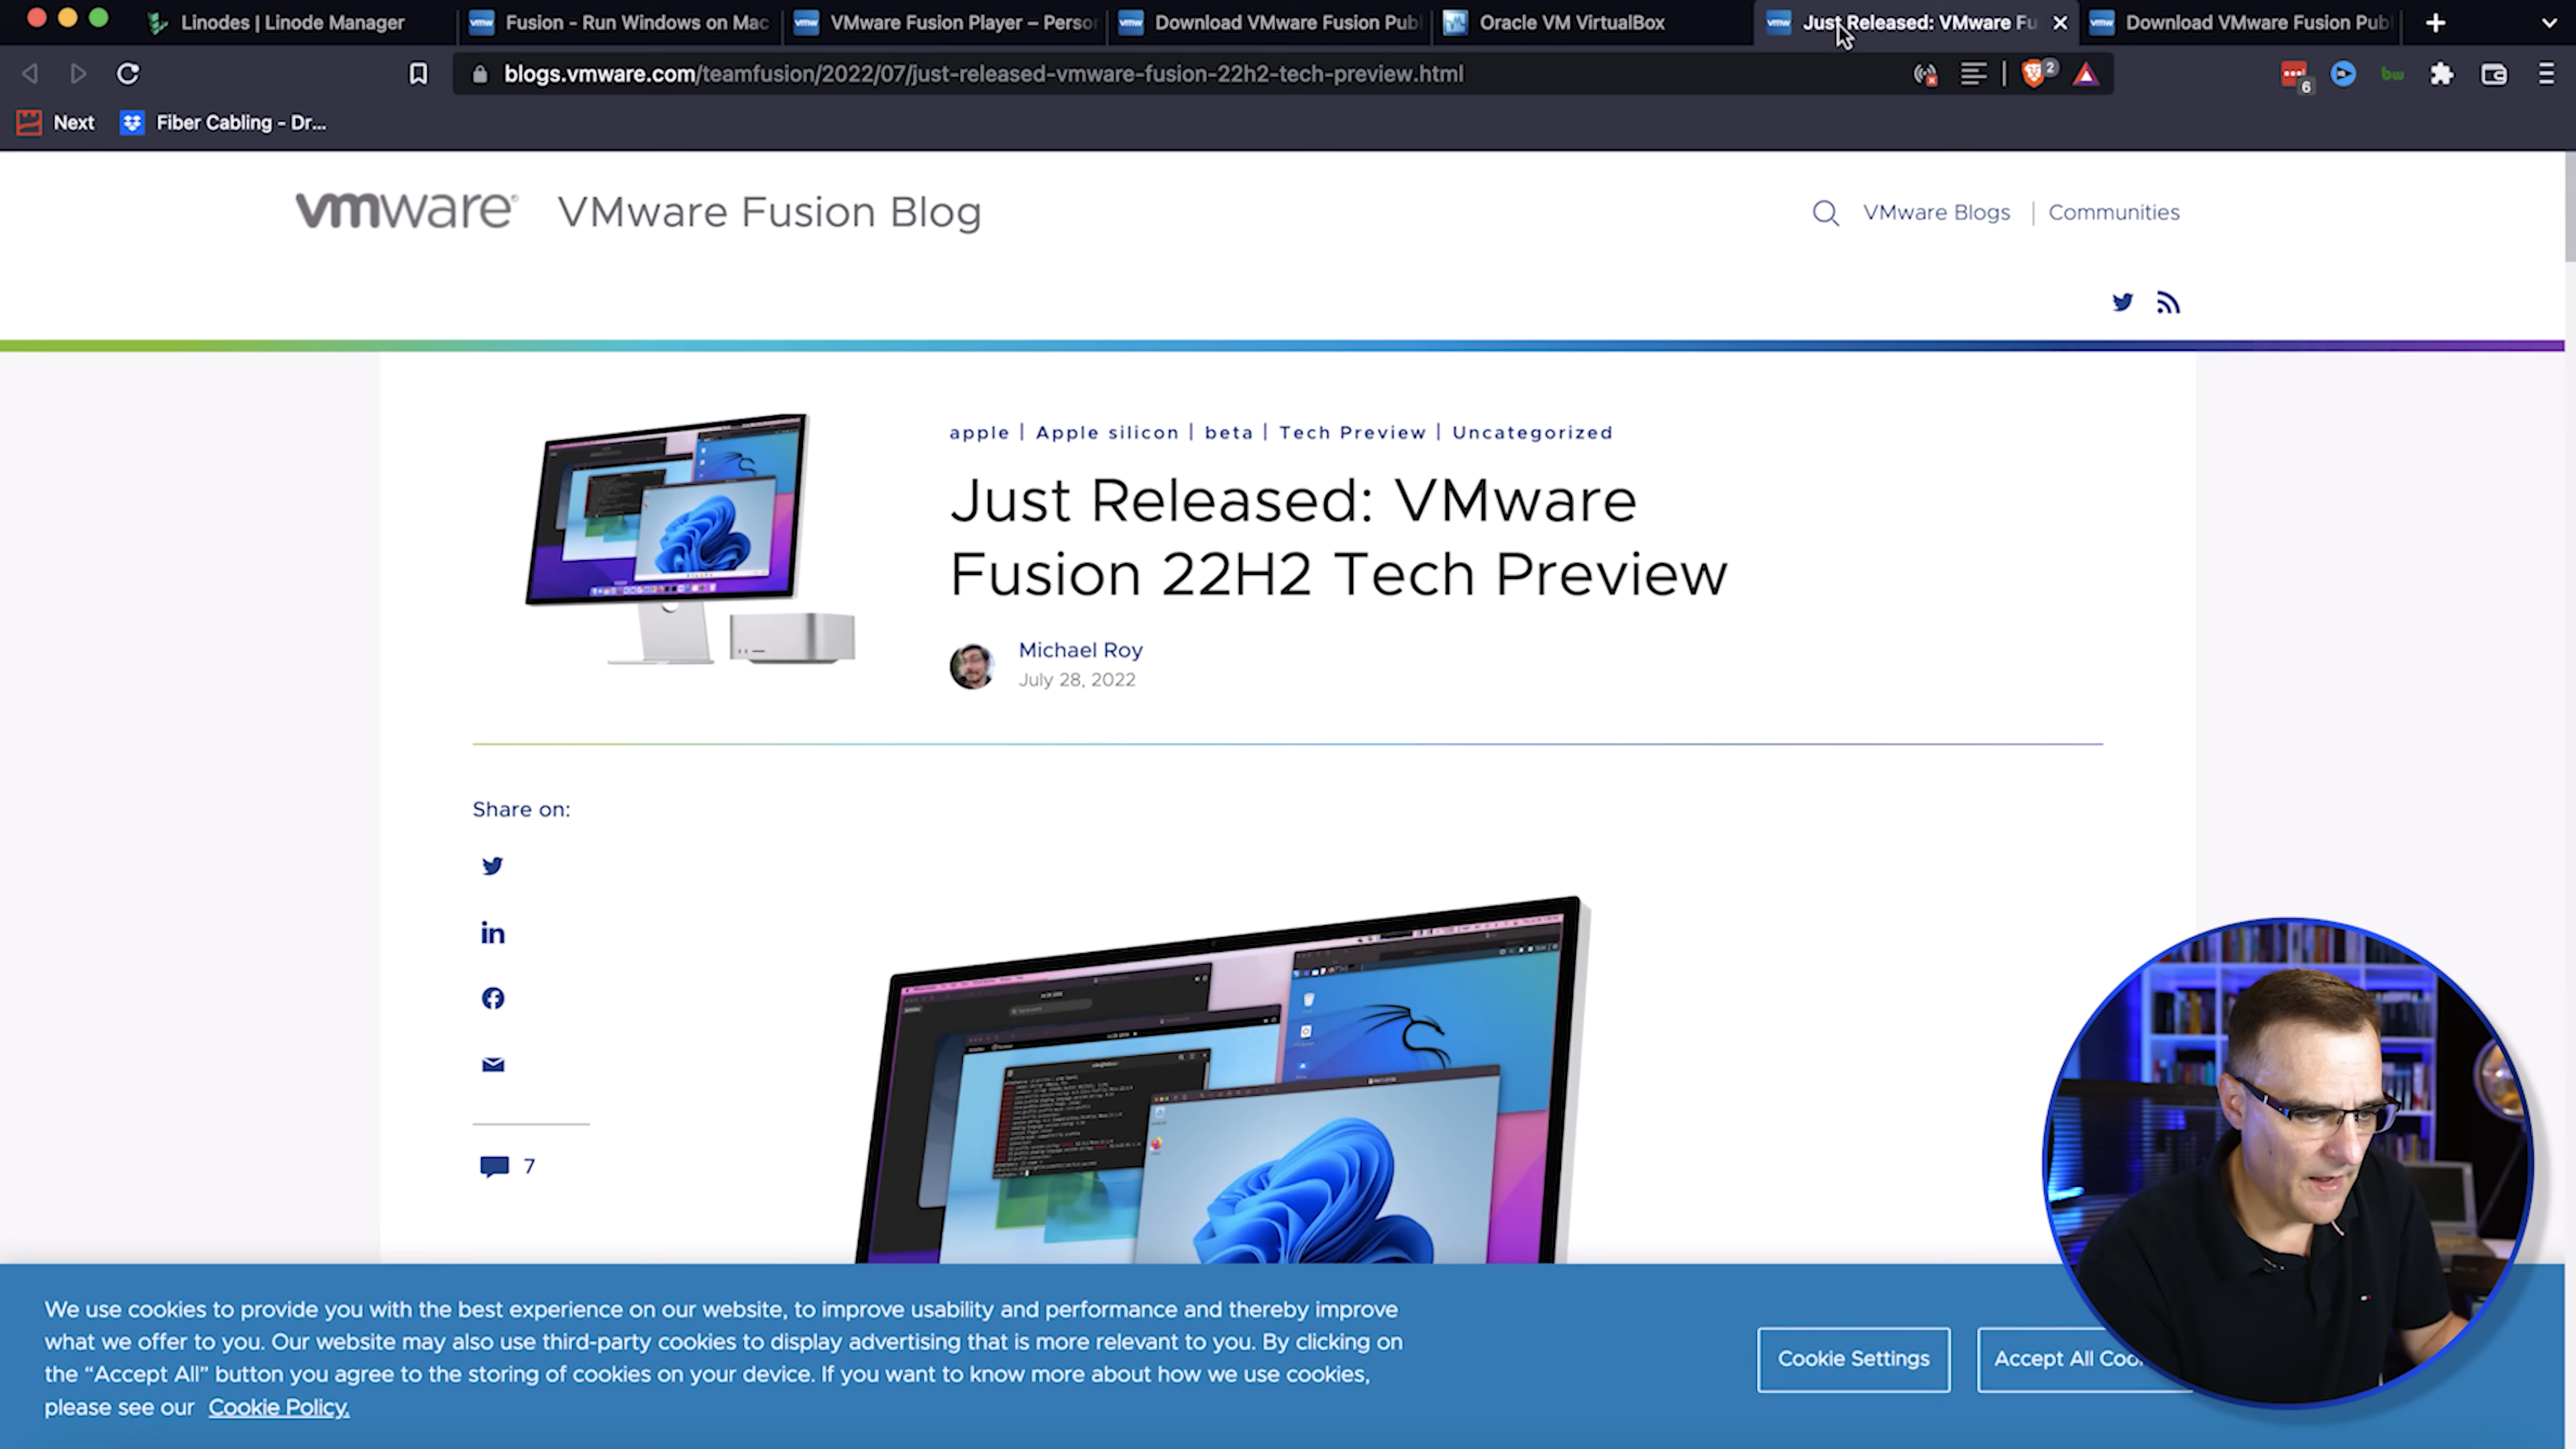 Linodes | Linode Manager
Fusion - Run Windows on Mac
VMware Fusion Player – Perso
Download VMware Fusion Publ
Oracle VM VirtualBox
Just Released: VMware Fu
Download VMware Fusion Publ
blogs.vmware.com/teamfusion/2022/07/just-released-vmware-fusion-22h2-tech-preview.html
2
6
bw
Next
Fiber Cabling - Dr...
vmware
VMware Fusion Blog
VMware Blogs | Communities
apple | Apple silicon | beta | Tech Preview | Uncategorized
Just Released: VMware
Fusion 22H2 Tech Preview
Michael Roy
July 28, 2022
Share on:
7
We use cookies to provide you with the best experience on our website, to improve usability and performance and thereby improve
what we offer to you. Our website may also use third-party cookies to display advertising that is more relevant to you. By clicking on
the “Accept All” button you agree to the storing of cookies on your device. If you want to know more about how we use cookies,
please see our Cookie Policy.
Cookie Settings
Accept All Coo